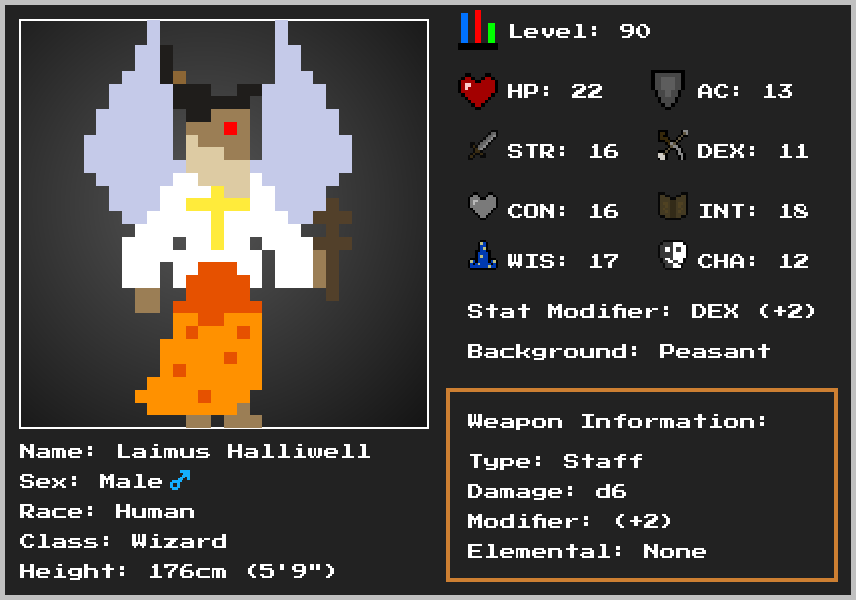 Level: 90
HP: 22
AC: 13
STR: 16
DEX: 11
CON: 16
INT: 18
WIS: 17
CHA: 12
Stat Modifier: DEX (+2)
Background: Peasant
Weapon Information:
Type: Staff
Damage: d6
Modifier: (+2)
Elemental: None
Name: Laimus Halliwell
Sex: Male♂
Race: Human
Class: Wizard
Height: 176cm (5'9")